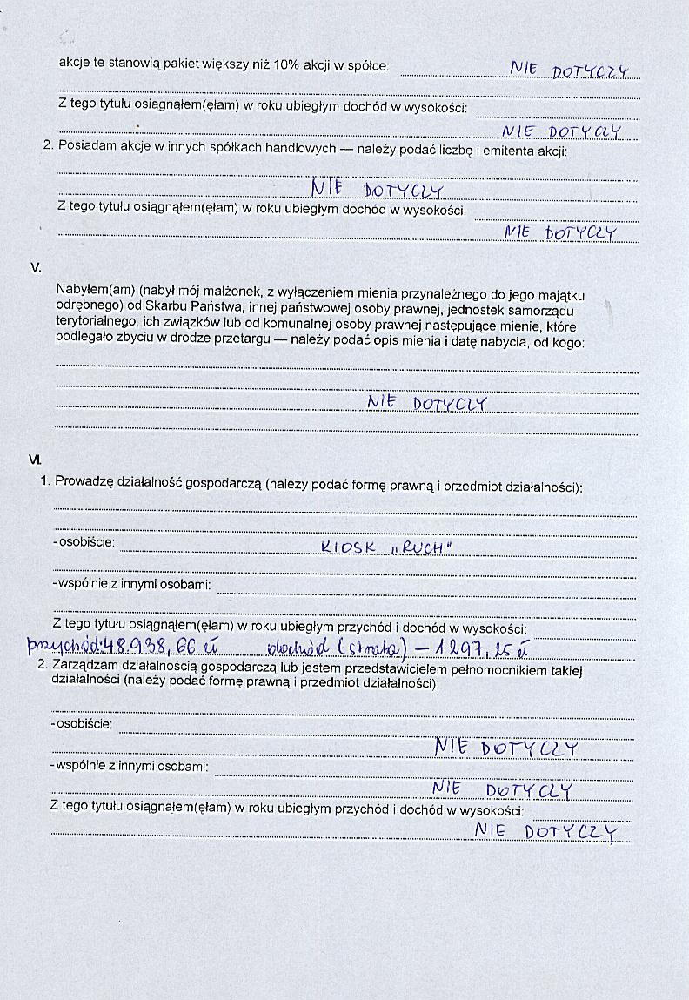 akcje te stanowią pakiet większy niż 10% akcji w spółce: NIE DOTYCZY
Z tego tytułu osiągnąłem(ęłam) w roku ubiegłym dochód w wysokości:
NIE DOTYCZY
2. Posiadam akcje w innych spółkach handlowych — należy podać liczbę i emitenta akcji:
NIE DOTYCZY
Z tego tytułu osiągnąłem(ęłam) w roku ubiegłym dochód w wysokości:
NIE DOTYCZY
V.
Nabyłem(am) (nabył mój małżonek, z wyłączeniem mienia przynależnego do jego majątku
odrębnego) od Skarbu Państwa, innej państwowej osoby prawnej, jednostek samorządu
terytorialnego, ich związków lub od komunalnej osoby prawnej następujące mienie, które
podlegało zbyciu w drodze przetargu — należy podać opis mienia i datę nabycia, od kogo:
NIE DOTYCZY
VI.
1. Prowadzę działalność gospodarczą (należy podać formę prawną i przedmiot działalności):
-osobiście: KIOSK „RUCH"
-wspólnie z innymi osobami:
Z tego tytułu osiągnąłem(ęłam) w roku ubiegłym przychód i dochód w wysokości:
przychód: 48.938,66 zł dochód (strata) – 1297,25 zł
2. Zarządzam działalnością gospodarczą lub jestem przedstawicielem pełnomocnikiem takiej
działalności (należy podać formę prawną i przedmiot działalności):
-osobiście:
NIE DOTYCZY
-wspólnie z innymi osobami:
NIE DOTYCZY
Z tego tytułu osiągnąłem(ęłam) w roku ubiegłym przychód i dochód w wysokości:
NIE DOTYCZY